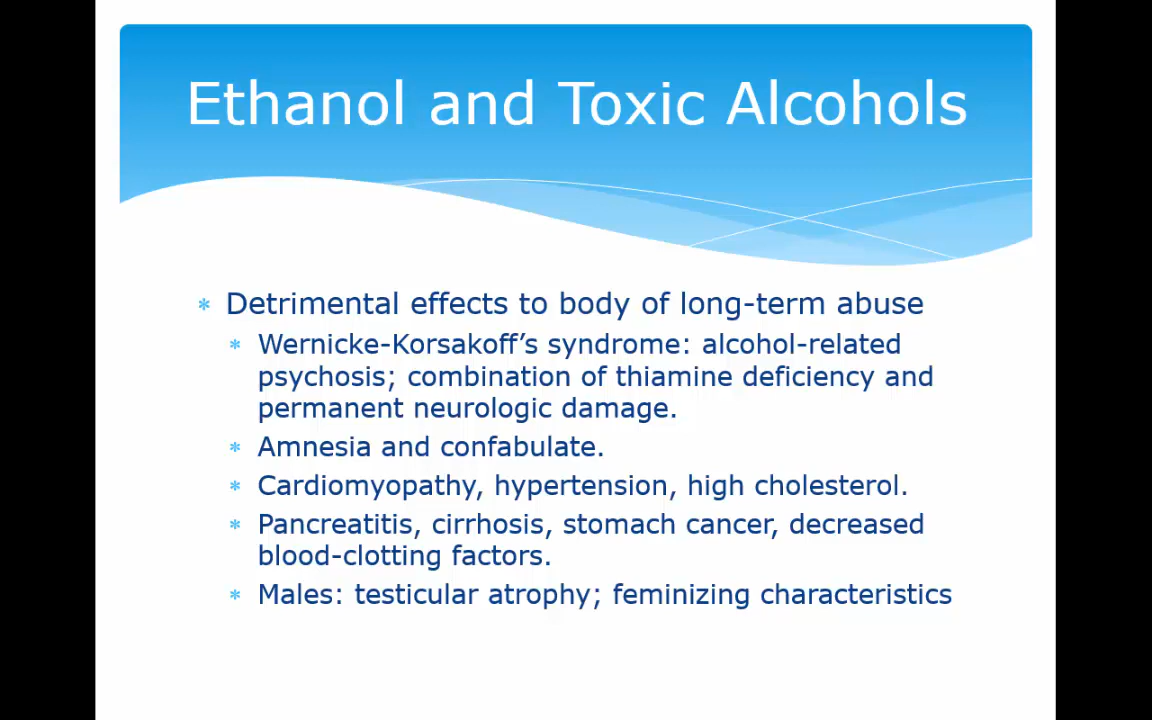 Ethanol and Toxic Alcohols
* Detrimental effects to body of long-term abuse
* Wernicke-Korsakoff’s syndrome: alcohol-related
psychosis; combination of thiamine deficiency and
permanent neurologic damage.
* Amnesia and confabulate.
* Cardiomyopathy, hypertension, high cholesterol.
* Pancreatitis, cirrhosis, stomach cancer, decreased
blood-clotting factors.
* Males: testicular atrophy; feminizing characteristics